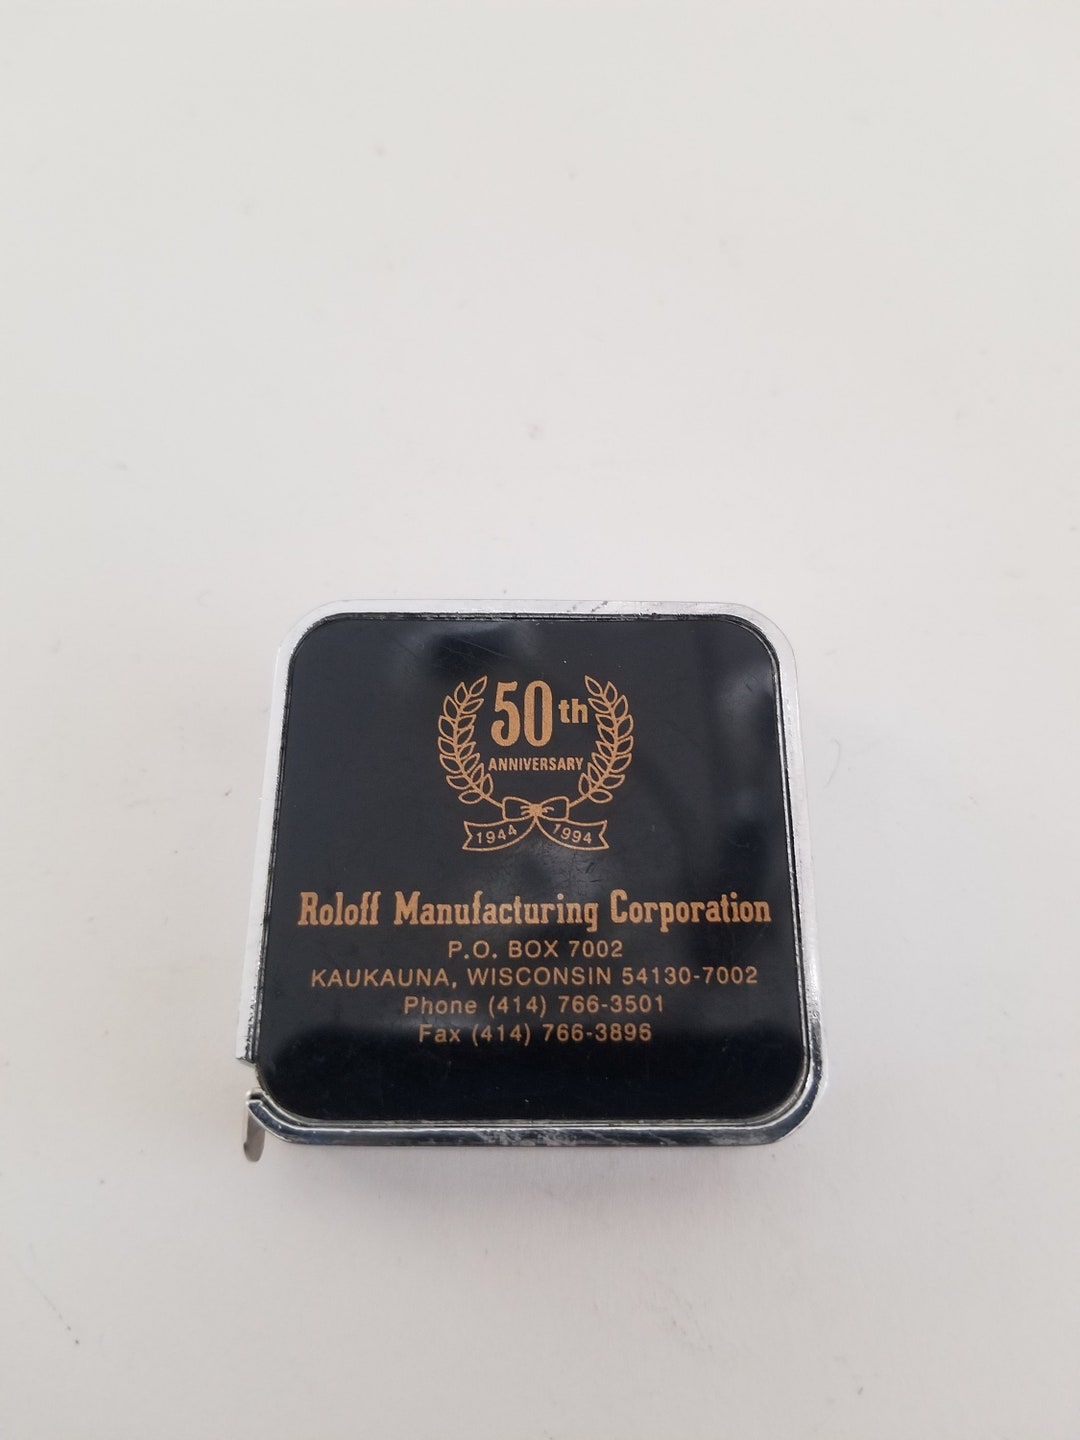 50th
ANNIVERSARY
1944 1994
Roloff Manufacturing Corporation
P.O. BOX 7002
KAUKAUNA, WISCONSIN 54130-7002
Phone (414) 766-3501
Fax (414) 766-3896